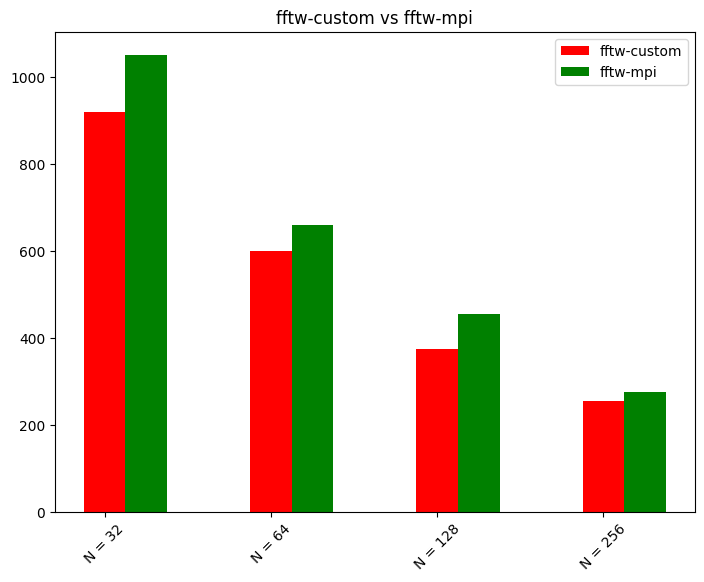 fftw-custom vs fftw-mpi
fftw-custom
fftw-mpi
1000
800
600
400
200
0
N = 32
N = 64
N = 128
N = 256